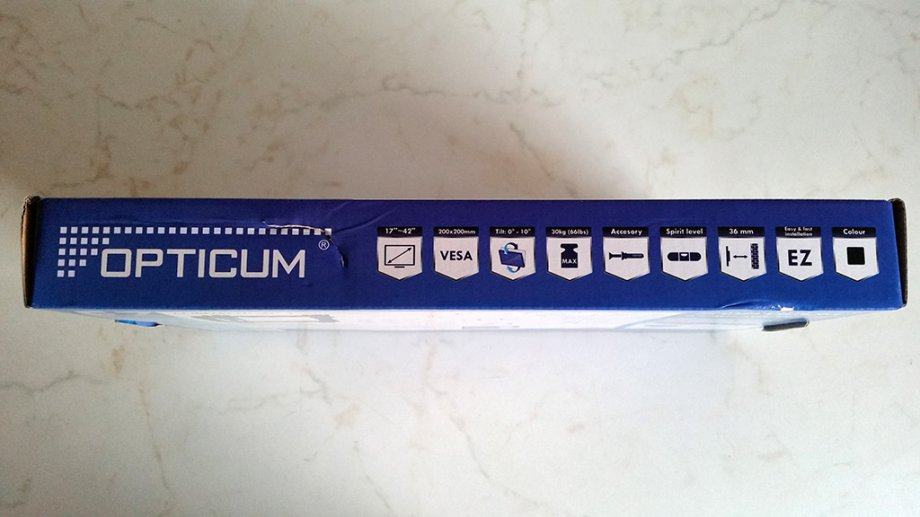 OPTICUM®
17"~42"
200x200mm
VESA
Tilt: 0° - 10°
30kg (66lbs)
MAX
Accesory
Spirit level
36 mm
Easy & fast
installation
EZ
Colour